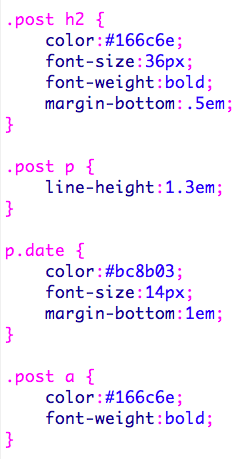 .post h2 {
    color:#166c6e;
    font-size:36px;
    font-weight:bold;
    margin-bottom:.5em;
}

.post p {
    line-height:1.3em;
}

p.date {
    color:#bc8b03;
    font-size:14px;
    margin-bottom:1em;
}

.post a {
    color:#166c6e;
    font-weight:bold;
}